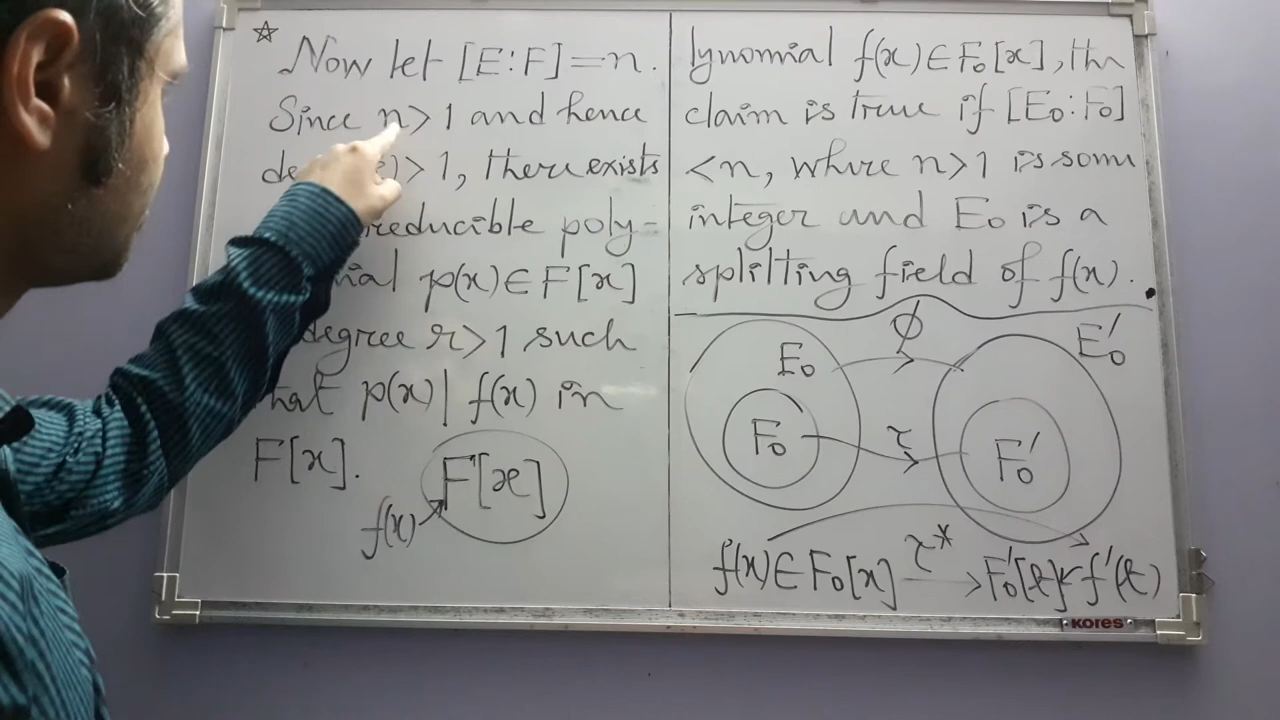 ☆ Now let [E:F]=n.
Since n>1 and hence
>1, there exists
reducible poly-
p(x)∈F[x]
degree r>1 such
p(x)| f(x) in
F[x].
F[x]
f(x)
lynomial f(x)∈F₀[x], the
claim is true if [E₀:F₀]
<n, where n>1 is some
integer and E₀ is a
splitting field of f(x).
ϕ
E₀ E₀′
F₀ τ F₀′
f(x)∈F₀[x] τ* F₀′[t] f′(t)
KORES